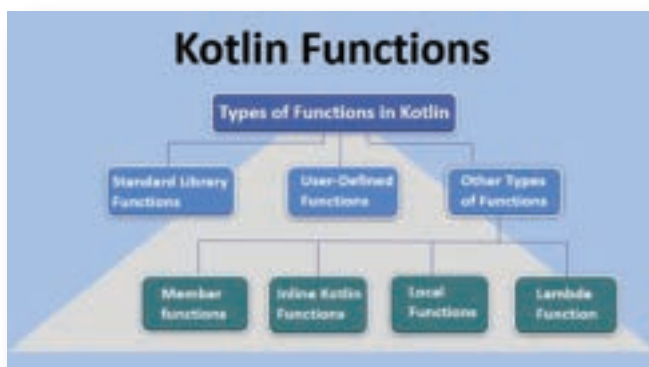 Kotlin Functions
Types of Functions in Kotlin
Standard Library
Functions
User-Defined
Functions
Other Types
of Functions
Member
functions
Inline Kotlin
Functions
Local
Functions
Lambde
Function